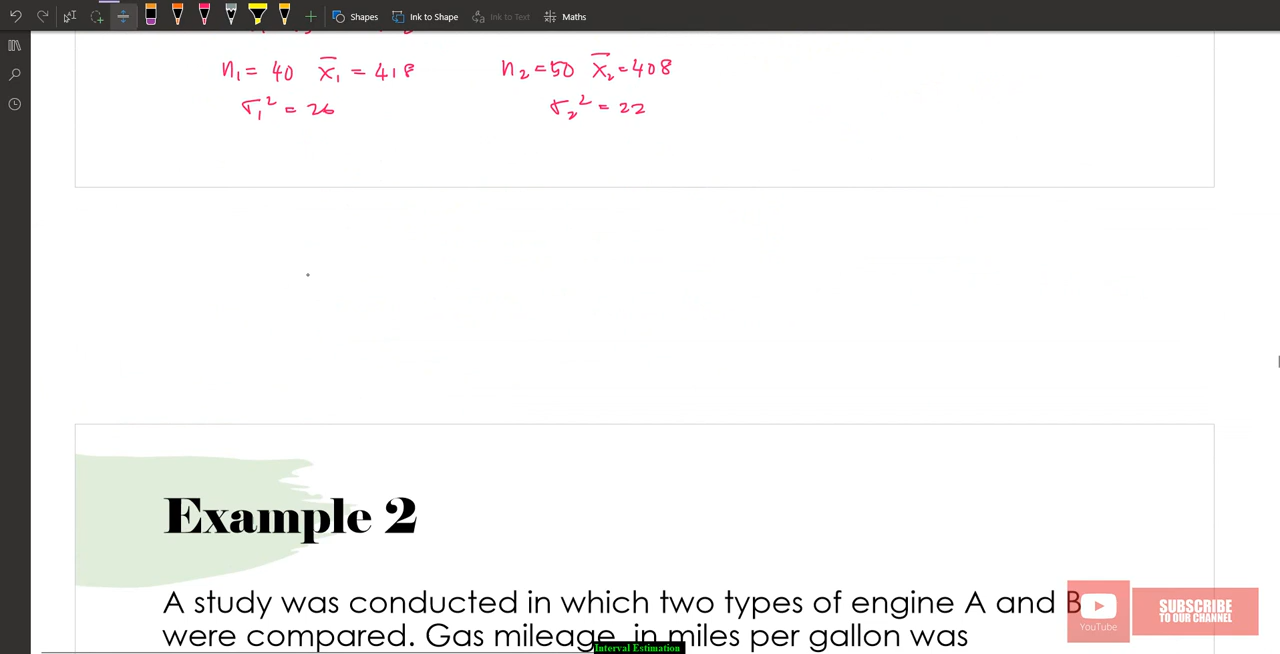 Shapes Ink to Shape Ink to Text Maths
n₁ = 40 x̄₁ = 418 n₂ = 50 x̄₂ = 408
σ₁² = 26 σ₂² = 22
Example 2
A study was conducted in which two types of engine A and B
were compared. Gas mileage, in miles per gallon was
YouTube
SUBSCRIBE
TO OUR CHANNEL
Interval Estimation